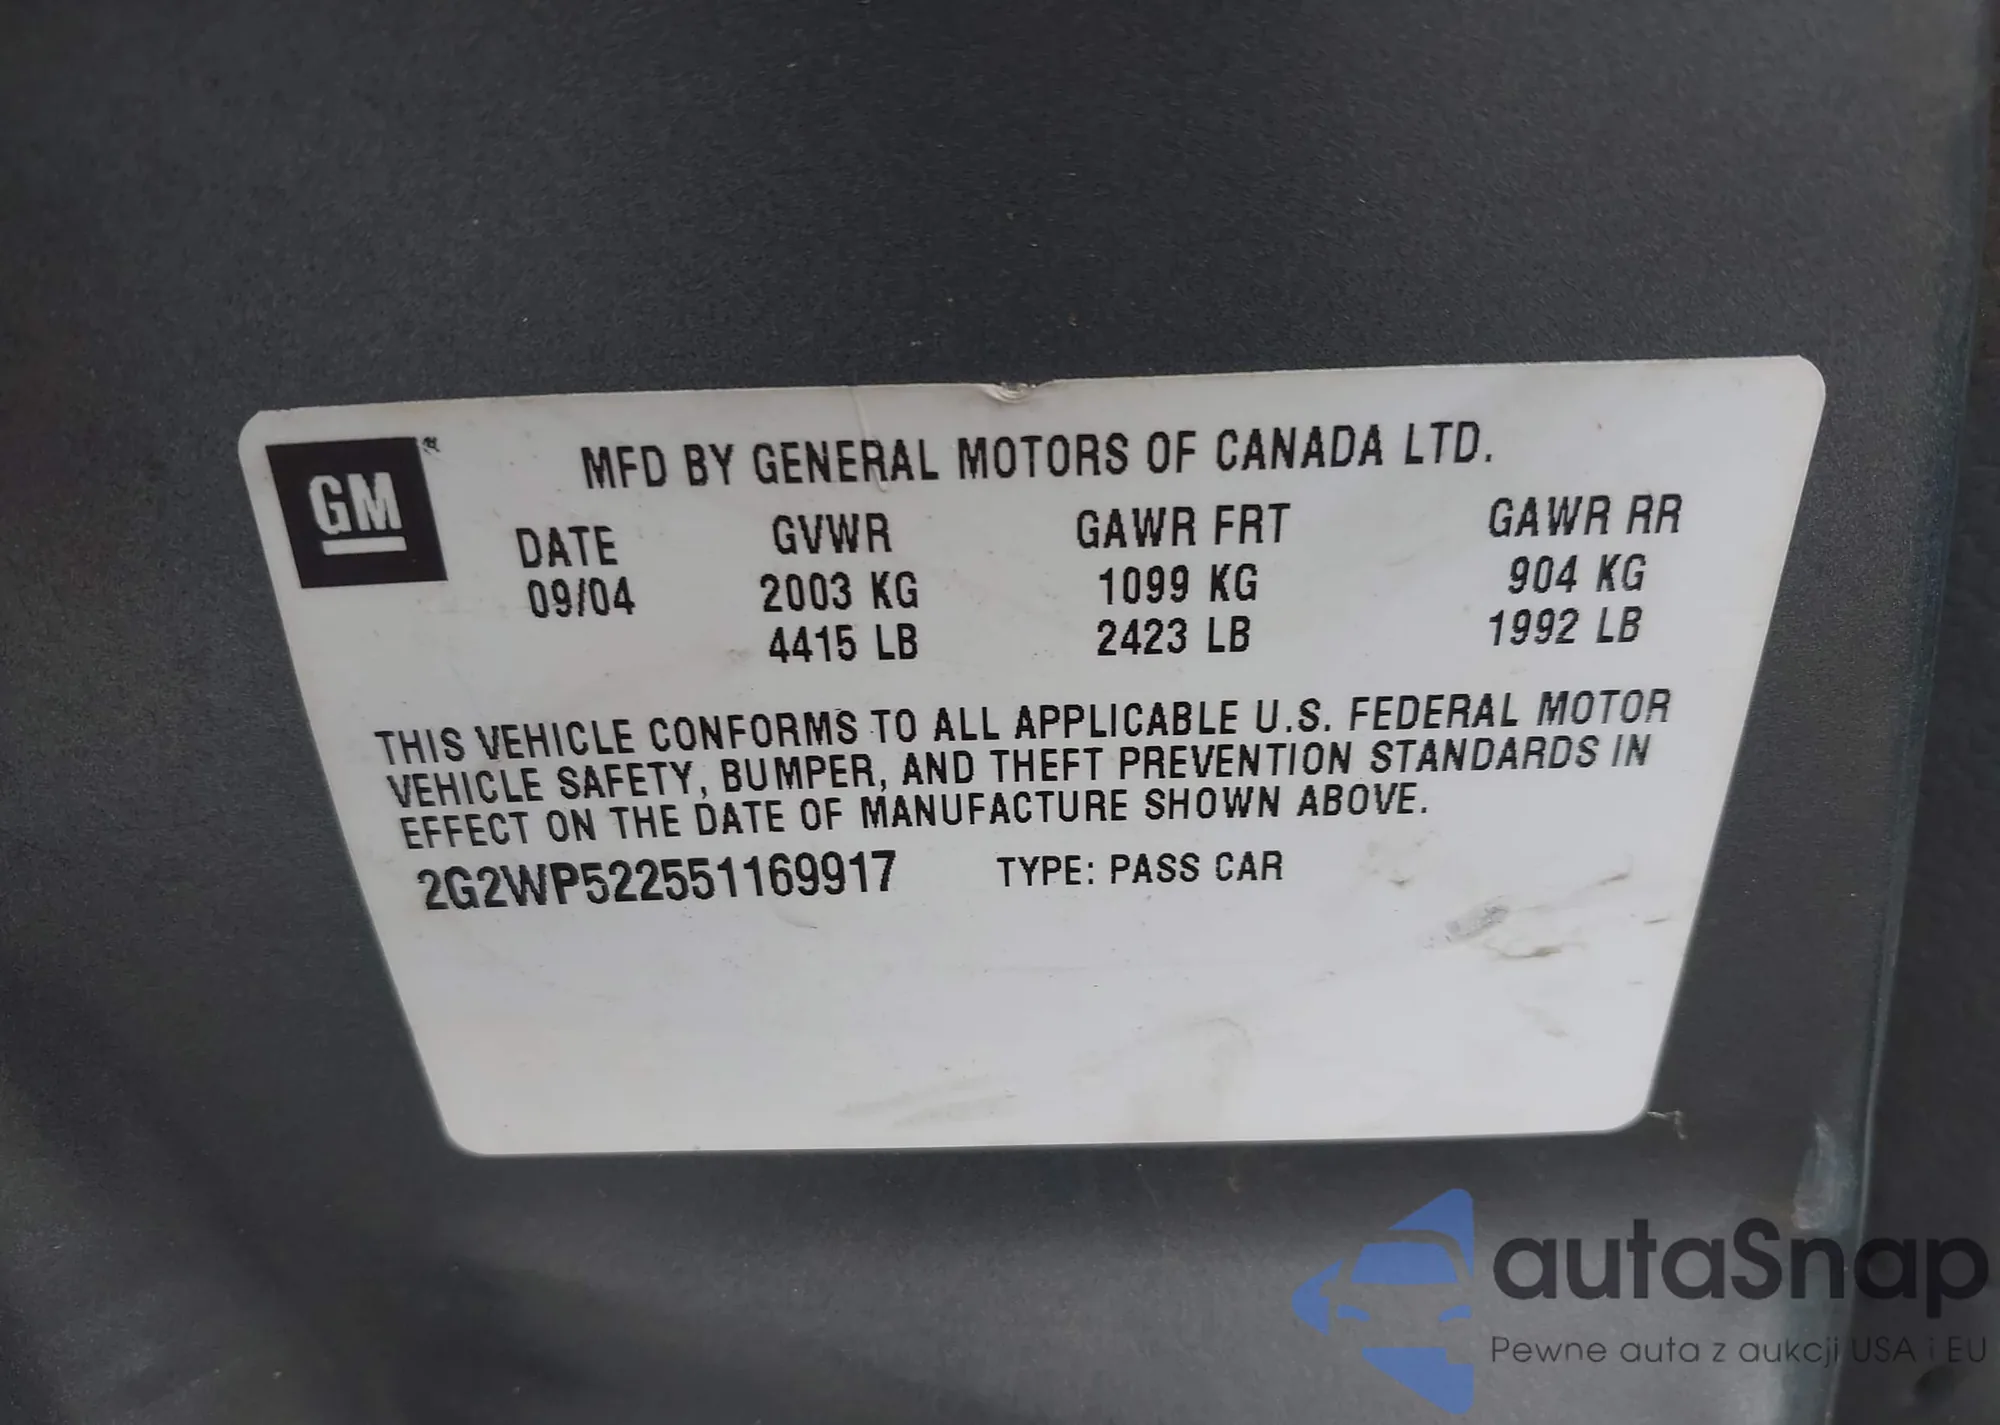 GM
MFD BY GENERAL MOTORS OF CANADA LTD.
DATE GVWR GAWR FRT GAWR RR
09/04 2003 KG 1099 KG 904 KG
4415 LB 2423 LB 1992 LB
THIS VEHICLE CONFORMS TO ALL APPLICABLE U.S. FEDERAL MOTOR
VEHICLE SAFETY, BUMPER, AND THEFT PREVENTION STANDARDS IN
EFFECT ON THE DATE OF MANUFACTURE SHOWN ABOVE.
2G2WP522551169917 TYPE: PASS CAR
autaSnap
Pewne auta z aukcji USA i EU